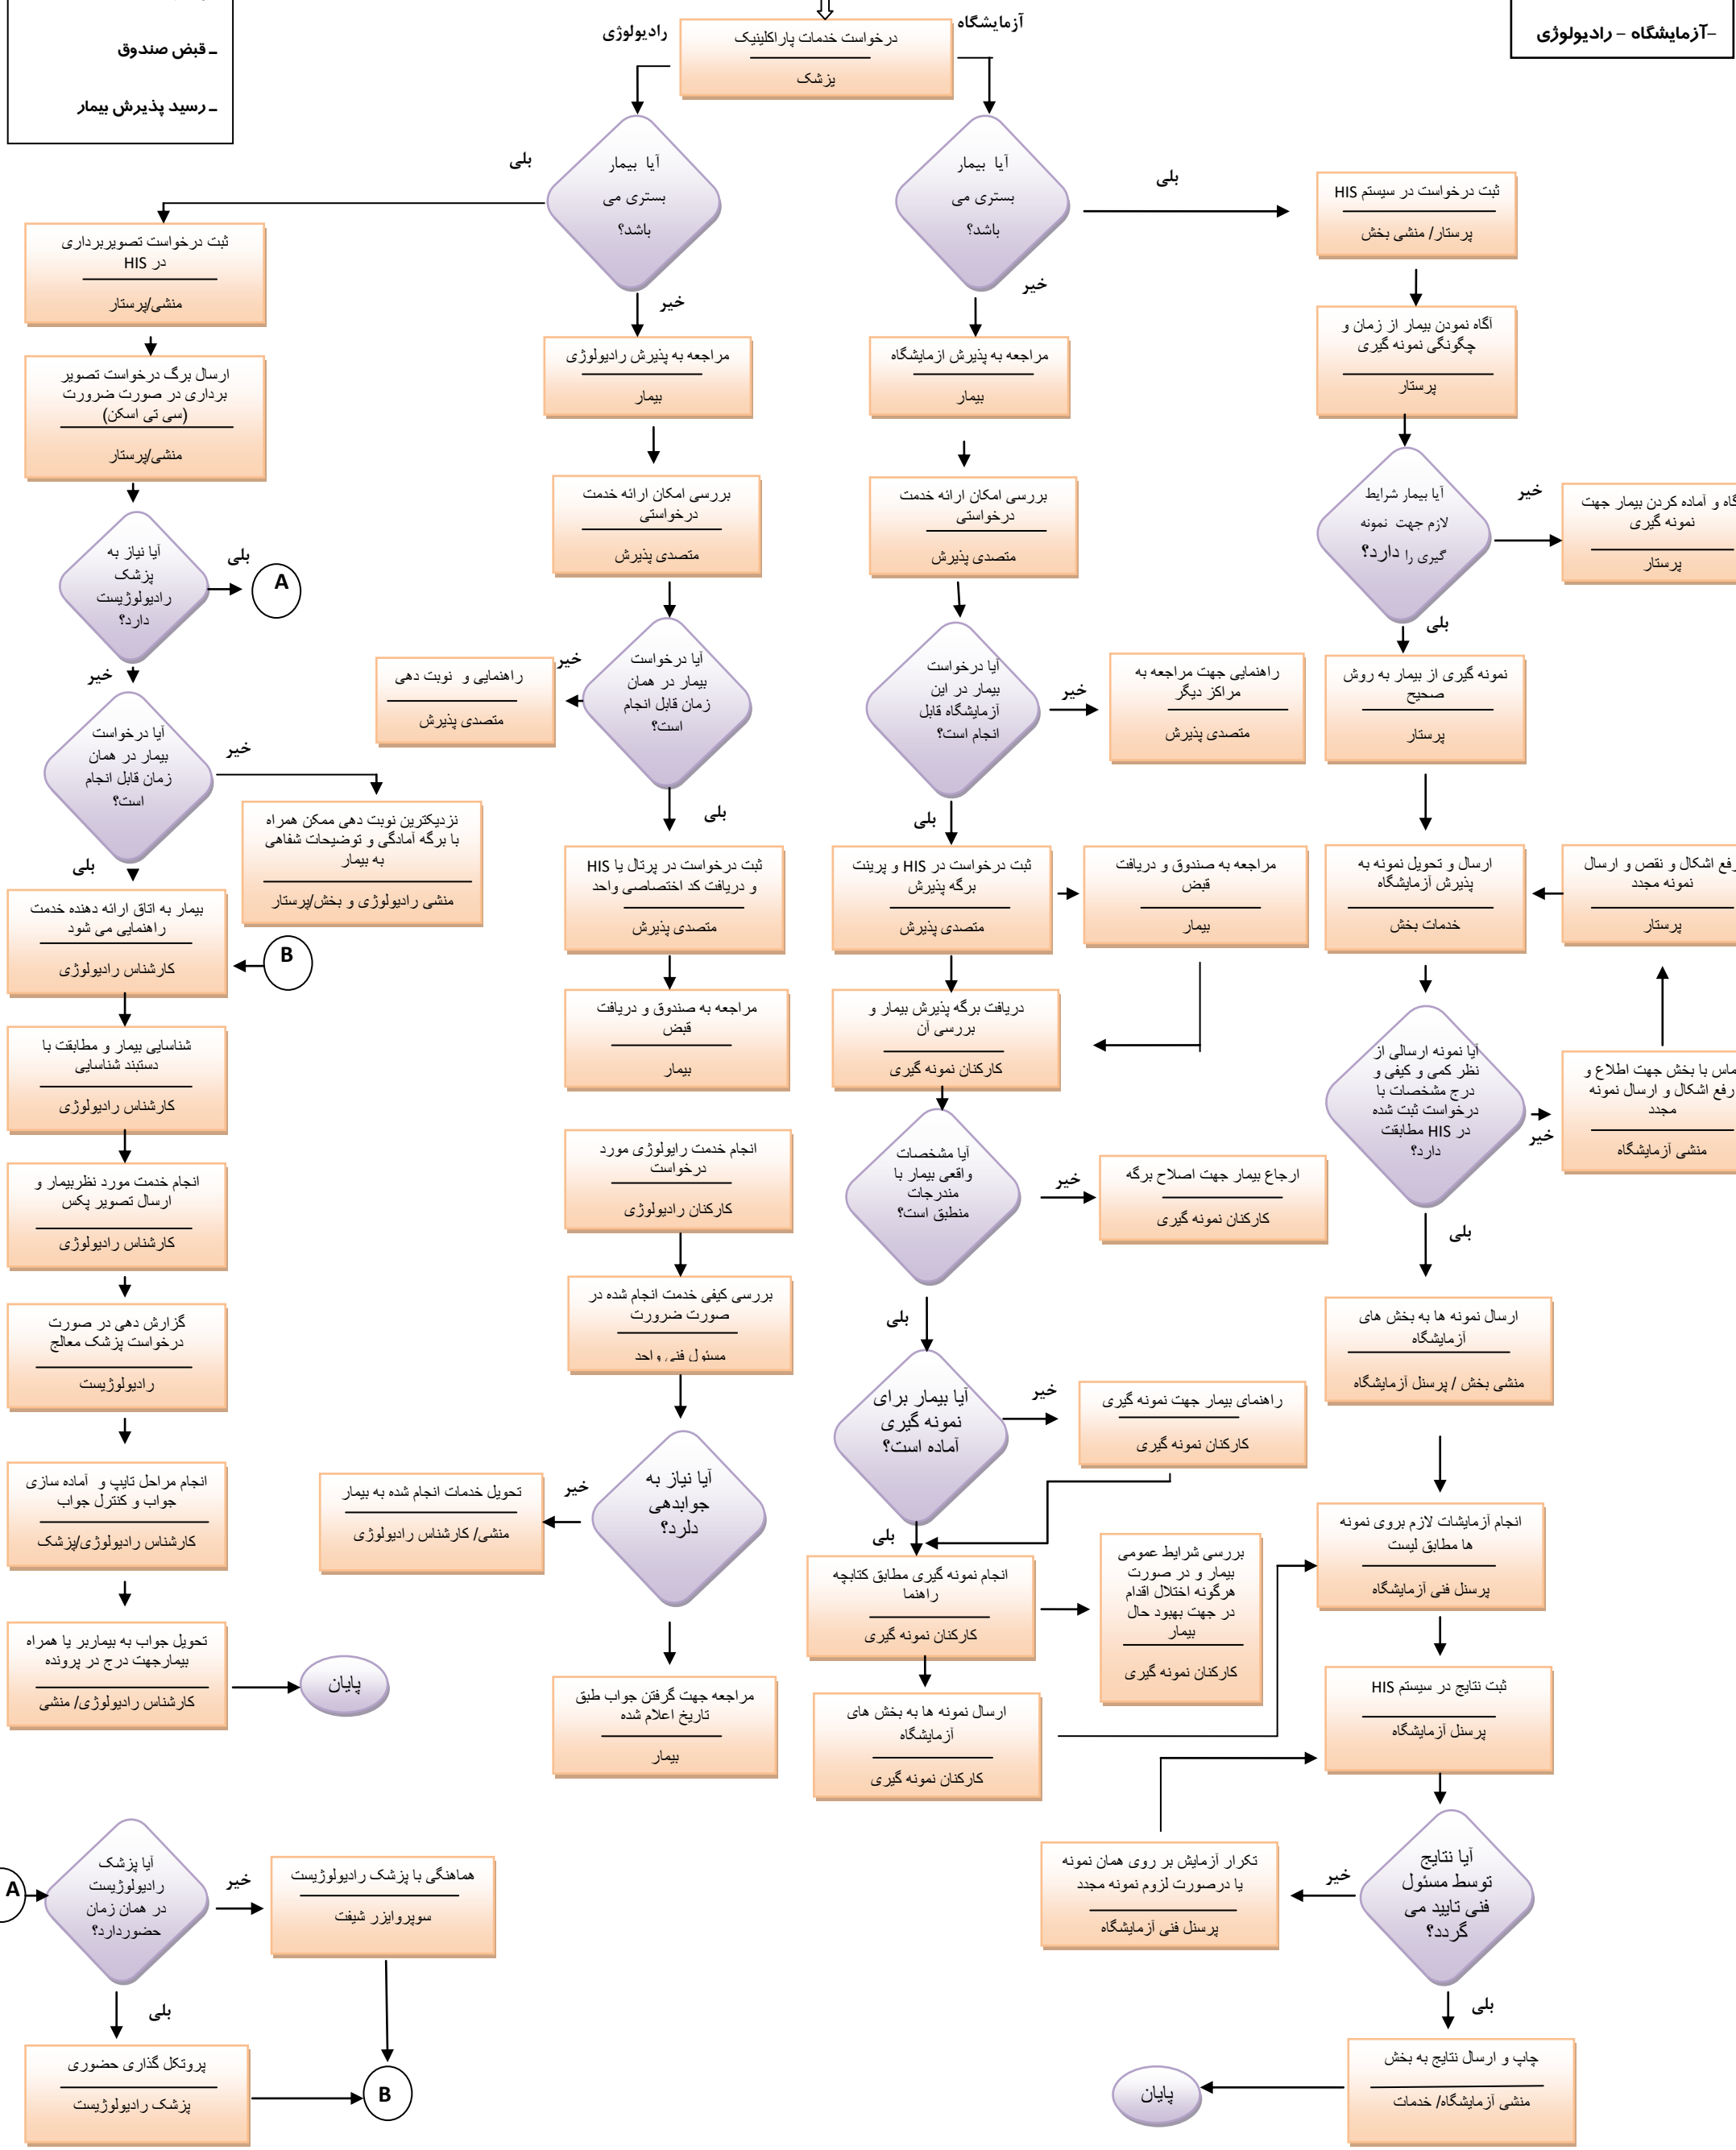 –آزمایشگاه – رادیولوژی
ـ قبض صندوق
ـ رسید پذیرش بیمار
درخواست خدمات پاراکلینیک
پزشک
آزمایشگاه
رادیولوژی
آیا بیمار
بستری می
باشد؟
بلی
خیر
ثبت درخواست در سیستم HIS
پرستار/ منشی بخش
آگاه نمودن بیمار از زمان و
چگونگی نمونه گیری
پرستار
آیا بیمار شرایط
لازم جهت نمونه
گیری را دارد؟
خیر
و آماده کردن بیمار جهت
نمونه گیری
پرستار
بلی
نمونه گیری از بیمار به روش
صحیح
پرستار
ارسال و تحویل نمونه به
پذیرش آزمایشگاه
خدمات بخش
اشکال و نقص و ارسال
نمونه مجدد
پرستار
آیا نمونه ارسالی از
نظر کمی و کیفی و
درج مشخصات با
درخواست ثبت شده
در HIS مطابقت
دارد؟
خیر
با بخش جهت اطلاع و
رفع اشکال و ارسال نمونه
مجدد
منشی آزمایشگاه
بلی
ارسال نمونه ها به بخش های
آزمایشگاه
منشی بخش / پرسنل آزمایشگاه
انجام آزمایشات لازم بروی نمونه
ها مطابق لیست
پرسنل فنی آزمایشگاه
ثبت نتایج در سیستم HIS
پرسنل آزمایشگاه
آیا نتایج
توسط مسئول
فنی تایید می
گردد؟
خیر
تکرار آزمایش بر روی همان نمونه
یا درصورت لزوم نمونه مجدد
پرسنل فنی آزمایشگاه
بلی
چاپ و ارسال نتایج به بخش
منشی آزمایشگاه/ خدمات
پایان
مراجعه به پذیرش ازمایشگاه
بیمار
بررسی امکان ارائه خدمت
درخواستی
متصدی پذیرش
آیا درخواست
بیمار در این
آزمایشگاه قابل
انجام است؟
خیر
راهنمایی جهت مراجعه به
مراکز دیگر
متصدی پذیرش
بلی
ثبت درخواست در HIS و پرینت
برگه پذیرش
متصدی پذیرش
مراجعه به صندوق و دریافت
قبض
بیمار
دریافت برگه پذیرش بیمار و
بررسی آن
کارکنان نمونه گیری
آیا مشخصات
واقعی بیمار با
مندرجات
منطبق است؟
خیر
ارجاع بیمار جهت اصلاح برگه
کارکنان نمونه گیری
بلی
آیا بیمار برای
نمونه گیری
آماده است؟
خیر
راهنمای بیمار جهت نمونه گیری
کارکنان نمونه گیری
بلی
انجام نمونه گیری مطابق کتابچه
راهنما
کارکنان نمونه گیری
بررسی شرایط عمومی
بیمار و در صورت
هرگونه اختلال اقدام
در جهت بهبود حال
بیمار
کارکنان نمونه گیری
ارسال نمونه ها به بخش های
آزمایشگاه
کارکنان نمونه گیری
آیا بیمار
بستری می
باشد؟
بلی
خیر
مراجعه به پذیرش رادیولوژی
بیمار
بررسی امکان ارائه خدمت
درخواستی
متصدی پذیرش
آیا درخواست
بیمار در همان
زمان قابل انجام
است؟
خیر
راهنمایی و نوبت دهی
متصدی پذیرش
بلی
ثبت درخواست در پرتال یا HIS
و دریافت کد اختصاصی واحد
متصدی پذیرش
مراجعه به صندوق و دریافت
قبض
بیمار
انجام خدمت رایولوژی مورد
درخواست
کارکنان رادیولوژی
بررسی کیفی خدمت انجام شده در
صورت ضرورت
مسئول فنی واحد
آیا نیاز به
جوابدهی
دلرد؟
خیر
تحویل خدمات انجام شده به بیمار
منشی/ کارشناس رادیولوژی
مراجعه جهت گرفتن جواب طبق
تاریخ اعلام شده
بیمار
ثبت درخواست تصویربرداری
در HIS
منشی/پرستار
ارسال برگ درخواست تصویر
برداری در صورت ضرورت
(سی تی اسکن)
منشی/پرستار
آیا نیاز به
پزشک
رادیولوژیست
دارد؟
بلی
A
خیر
آیا درخواست
بیمار در همان
زمان قابل انجام
است؟
خیر
نزدیکترین نوبت دهی ممکن همراه
با برگه آمادگی و توضیحات شفاهی
به بیمار
منشی رادیولوژی و بخش/پرستار
بلی
بیمار به اتاق ارائه دهنده خدمت
راهنمایی می شود
کارشناس رادیولوژی
B
شناسایی بیمار و مطابقت با
دستبند شناسایی
کارشناس رادیولوژی
انجام خدمت مورد نظربیمار و
ارسال تصویر پکس
کارشناس رادیولوژی
گزارش دهی در صورت
درخواست پزشک معالج
رادیولوژیست
انجام مراحل تایپ و آماده سازی
جواب و کنترل جواب
کارشناس رادیولوژی/پزشک
تحویل جواب به بیماربر یا همراه
بیمارجهت درج در پرونده
کارشناس رادیولوژی/ منشی
پایان
A
آیا پزشک
رادیولوژیست
در همان زمان
حضوردارد؟
خیر
هماهنگی با پزشک رادیولوژیست
سوپروایزر شیفت
بلی
پروتکل گذاری حضوری
پزشک رادیولوژیست
B